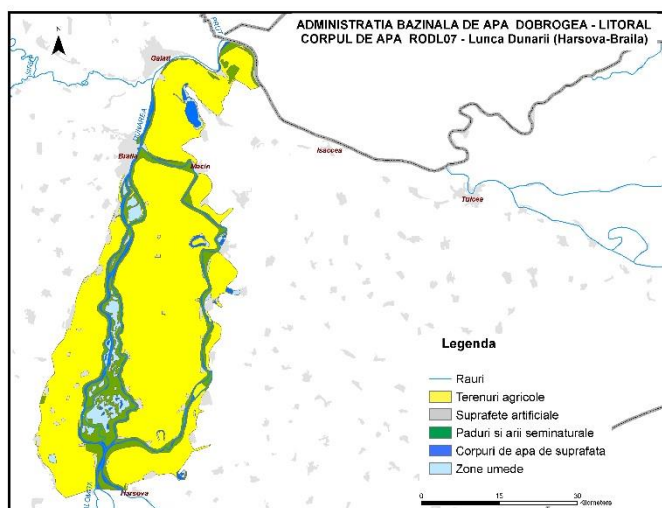 ADMINISTRATIA BAZINALA DE APA DOBROGEA - LITORAL
CORPUL DE APA RODL07 - Lunca Dunarii (Harsova-Braila)
N
PRUT
Galati
DUNAREA
Braila
Macin
Isaccea
Tulcea
Harsova
Legenda
Rauri
Terenuri agricole
Suprafete artificiale
Paduri si arii seminaturale
Corpuri de apa de suprafata
Zone umede
0 15 30
Kilometers